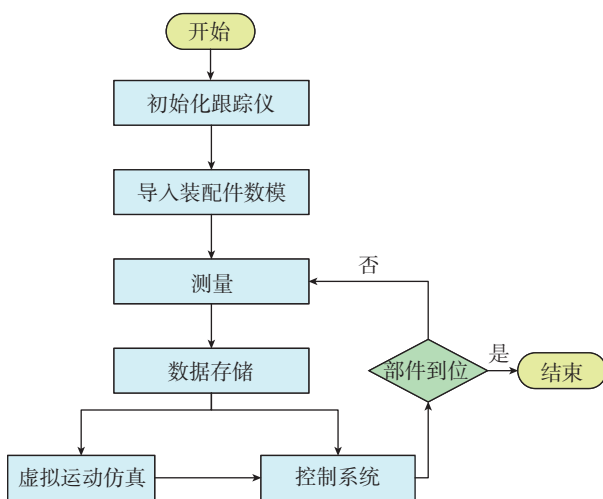 开始
初始化跟踪仪
导入装配件数模
测量
否
数据存储
部件到位
是
结束
虚拟运动仿真
控制系统